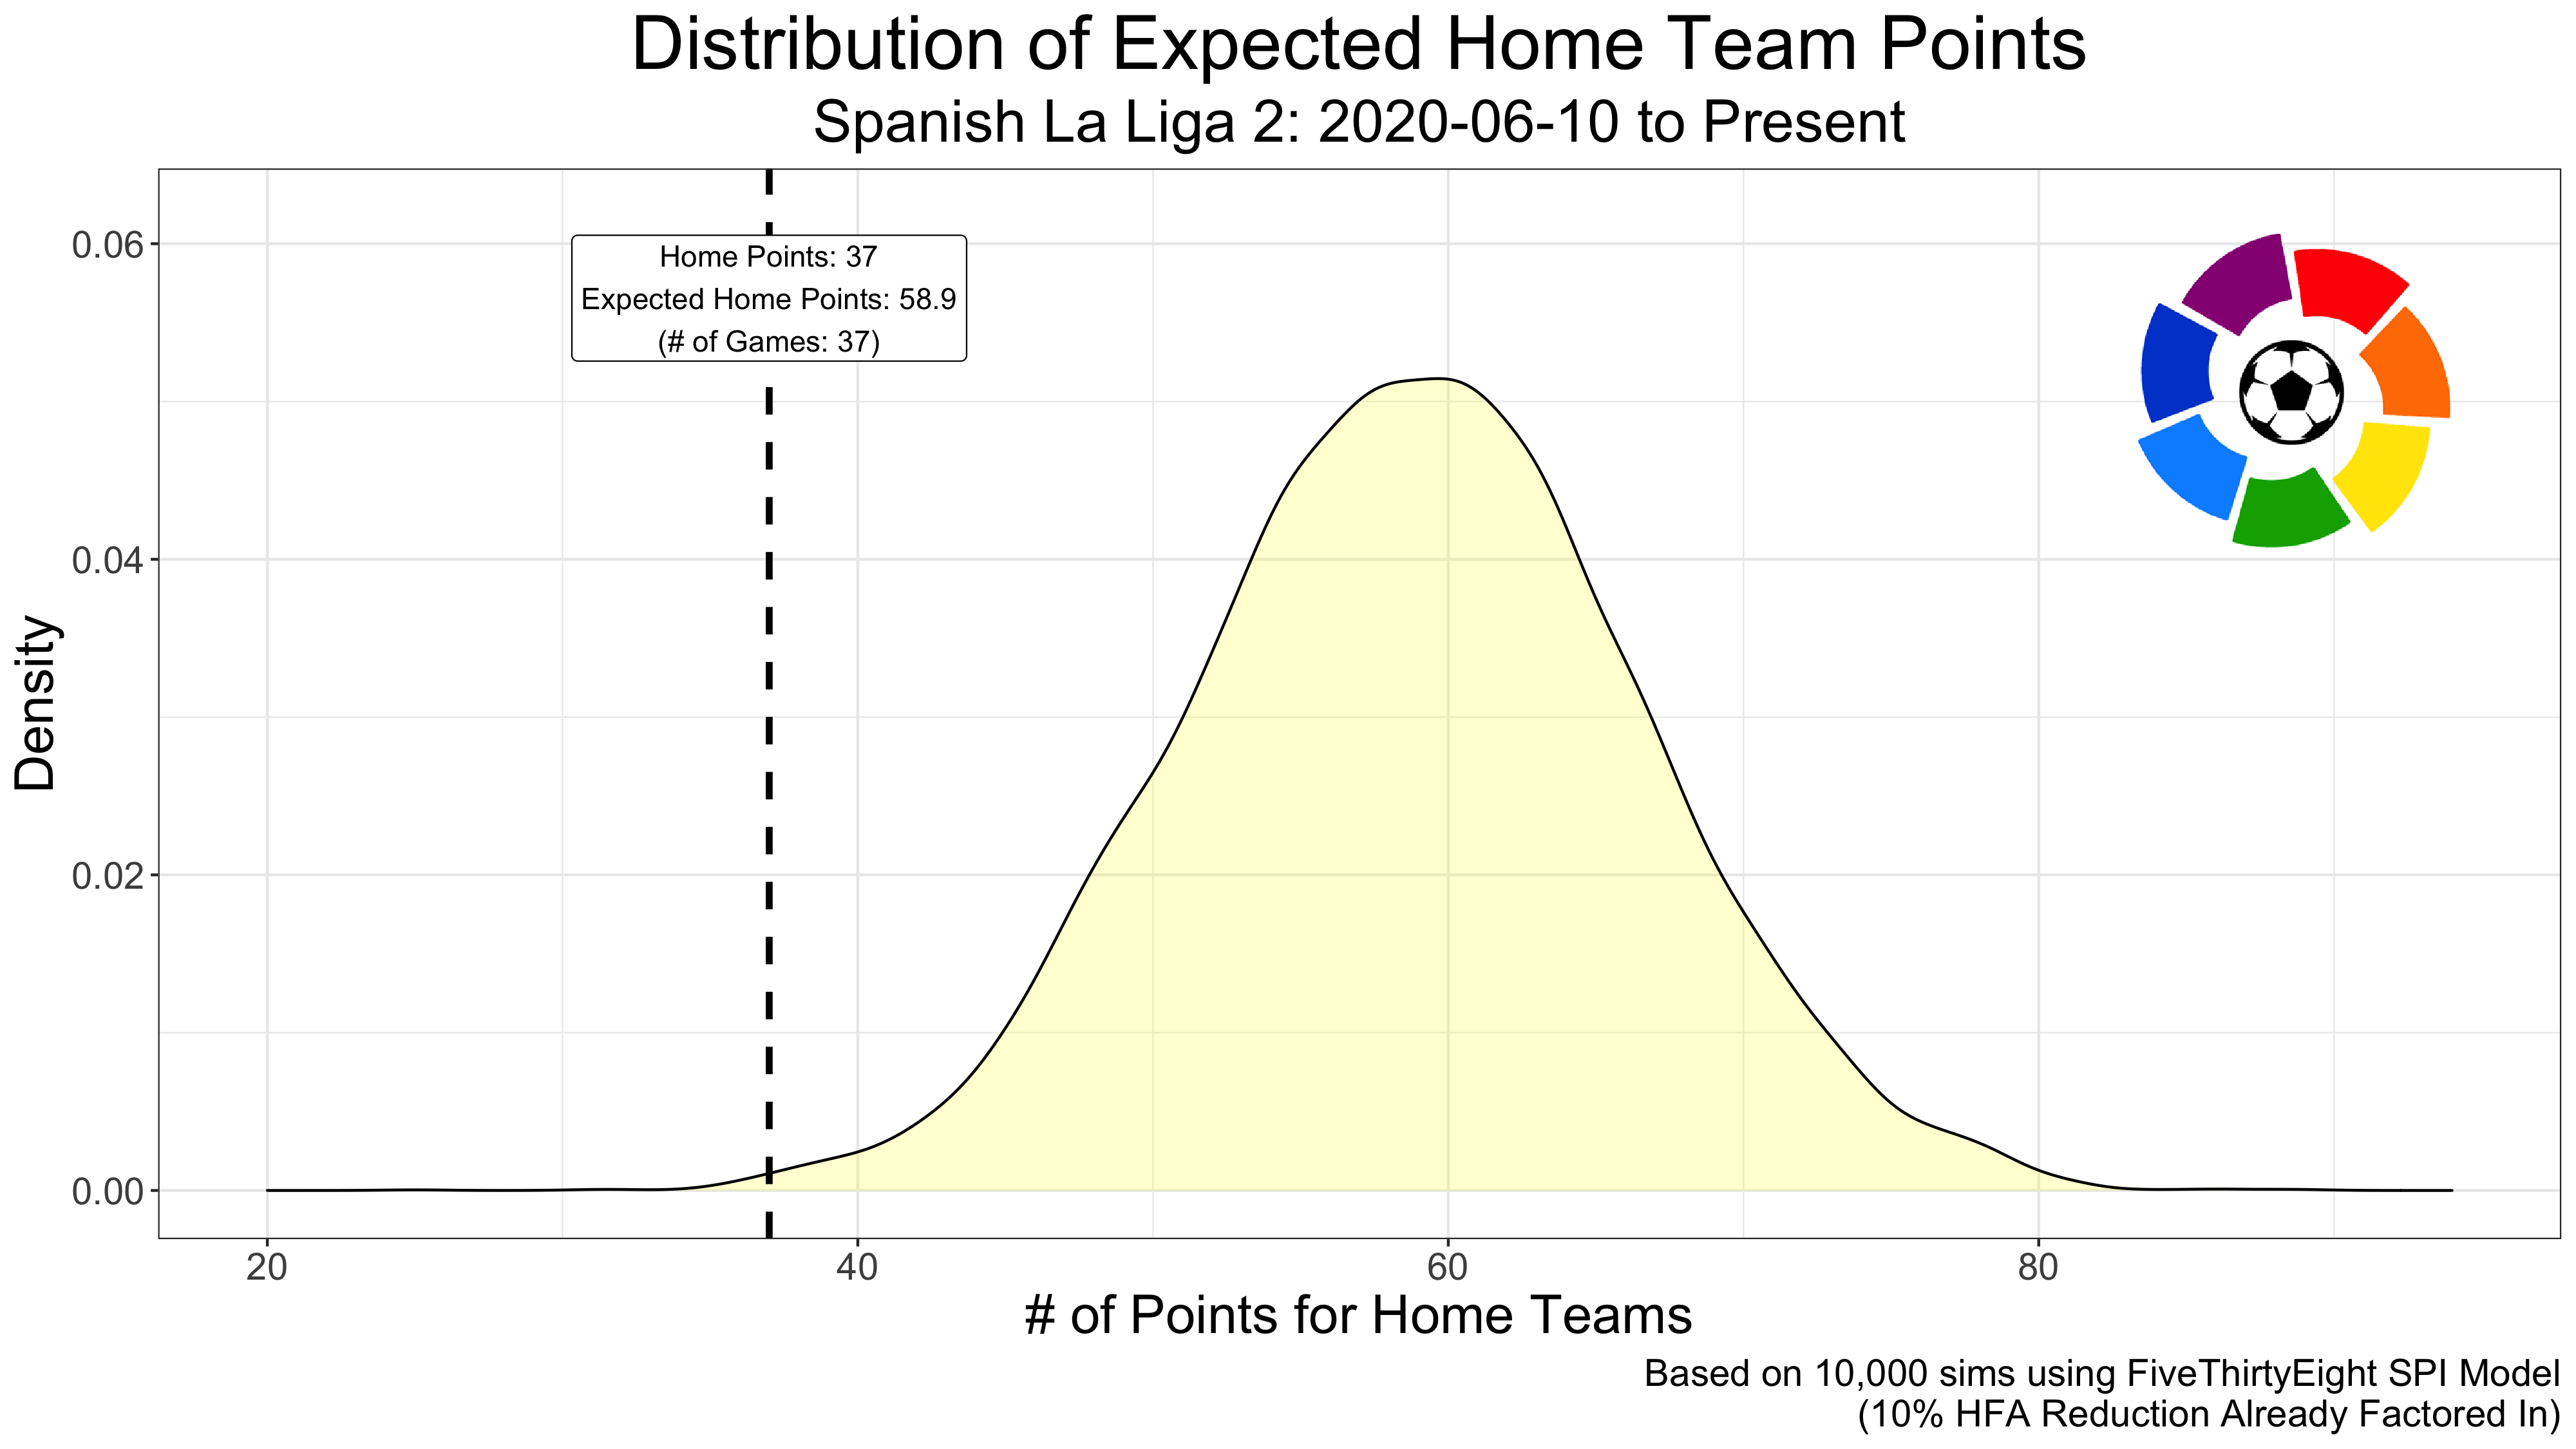 Distribution of Expected Home Team Points
Spanish La Liga 2: 2020-06-10 to Present
Home Points: 37
Expected Home Points: 58.9
(# of Games: 37)
Density
0.06
0.04
0.02
0.00
20 40 60 80
# of Points for Home Teams
Based on 10,000 sims using FiveThirtyEight SPI Model
(10% HFA Reduction Already Factored In)